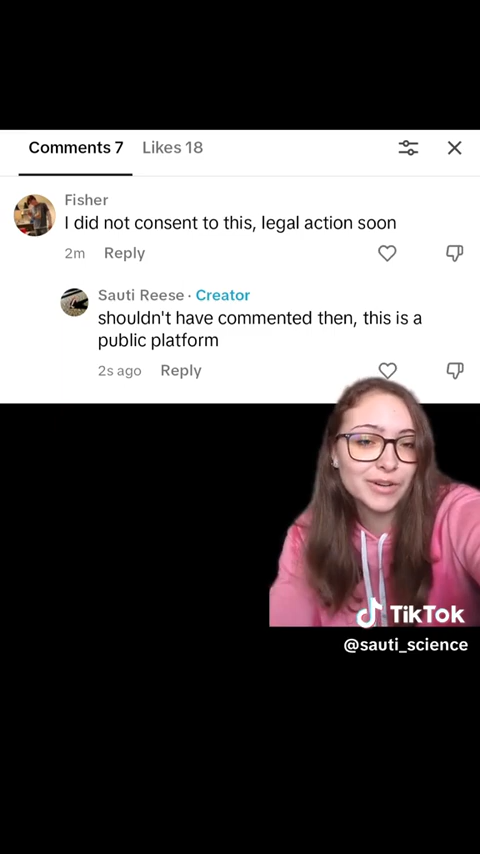 Comments 7
Likes 18
Fisher
I did not consent to this, legal action soon
2m
Reply
Sauti Reese · Creator
shouldn't have commented then, this is a
public platform
2s ago
Reply
TikTok
@sauti_science